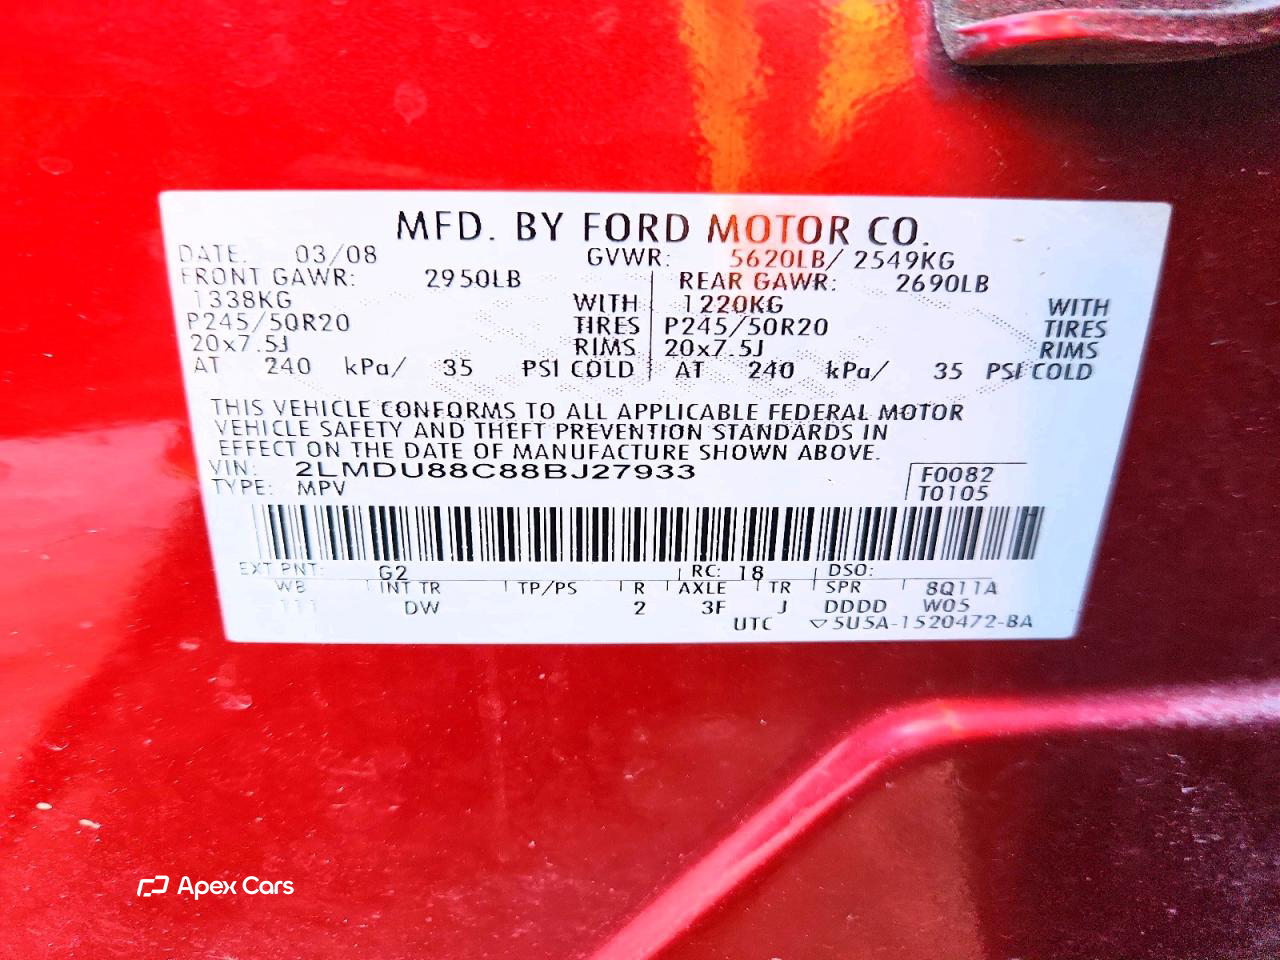 MFD. BY FORD MOTOR CO.
DATE: 03/08 GVWR: 5620LB/ 2549KG
FRONT GAWR: 2950LB REAR GAWR: 2690LB
1338KG WITH 1220KG WITH
P245/50R20 TIRES P245/50R20 TIRES
20x7.5J RIMS 20x7.5J RIMS
AT 240 kPa/ 35 PSI COLD AT 240 kPa/ 35 PSI COLD
THIS VEHICLE CONFORMS TO ALL APPLICABLE FEDERAL MOTOR
VEHICLE SAFETY AND THEFT PREVENTION STANDARDS IN
EFFECT ON THE DATE OF MANUFACTURE SHOWN ABOVE.
VIN: 2LMDU88C88BJ27933 F0082
TYPE: MPV T0105
EXT PNT: G2 RC: 18 DSO:
WB INT TR TP/PS R AXLE TR SPR 8Q11A
111 DW 2 3F J DDDD W05
UTC ▽5U5A-1520472-BA
Apex Cars